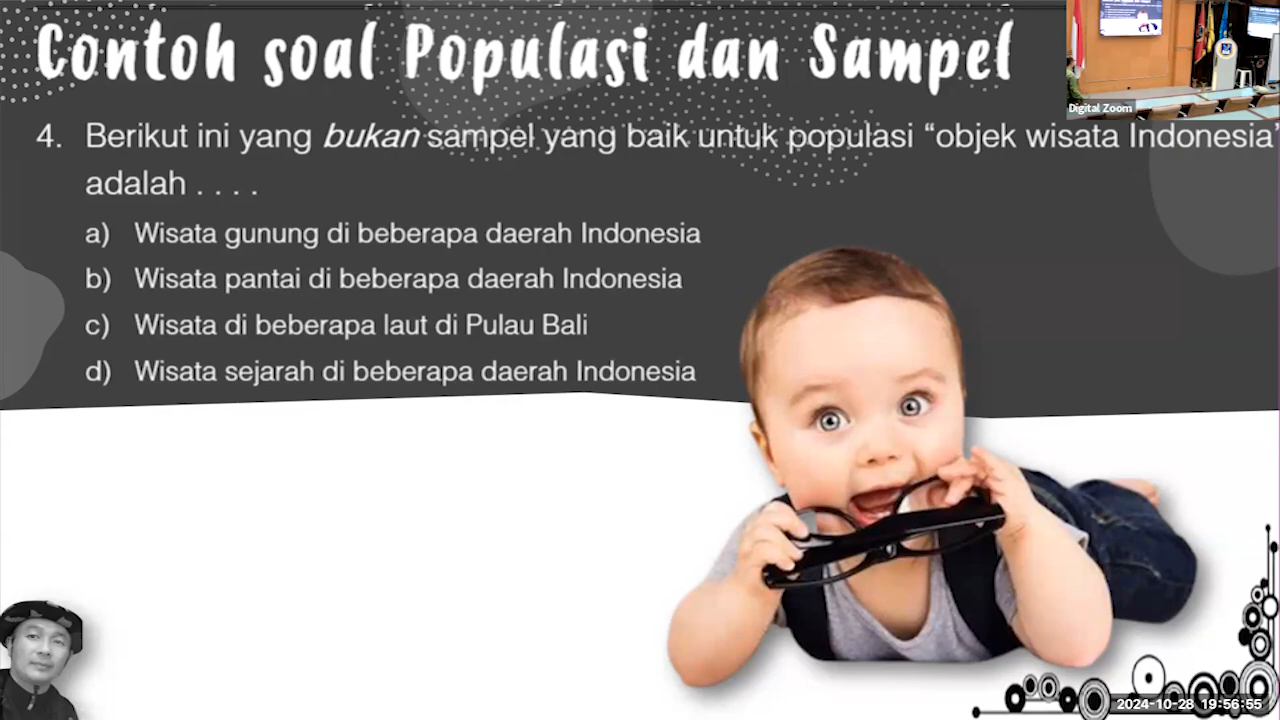 Contoh soal Populasi dan Sampel
Digital Zoom
4. Berikut ini yang bukan sampel yang baik untuk populasi “objek wisata Indonesia”
adalah . . . .
a) Wisata gunung di beberapa daerah Indonesia
b) Wisata pantai di beberapa daerah Indonesia
c) Wisata di beberapa laut di Pulau Bali
d) Wisata sejarah di beberapa daerah Indonesia
2024-10-28 19:56:55